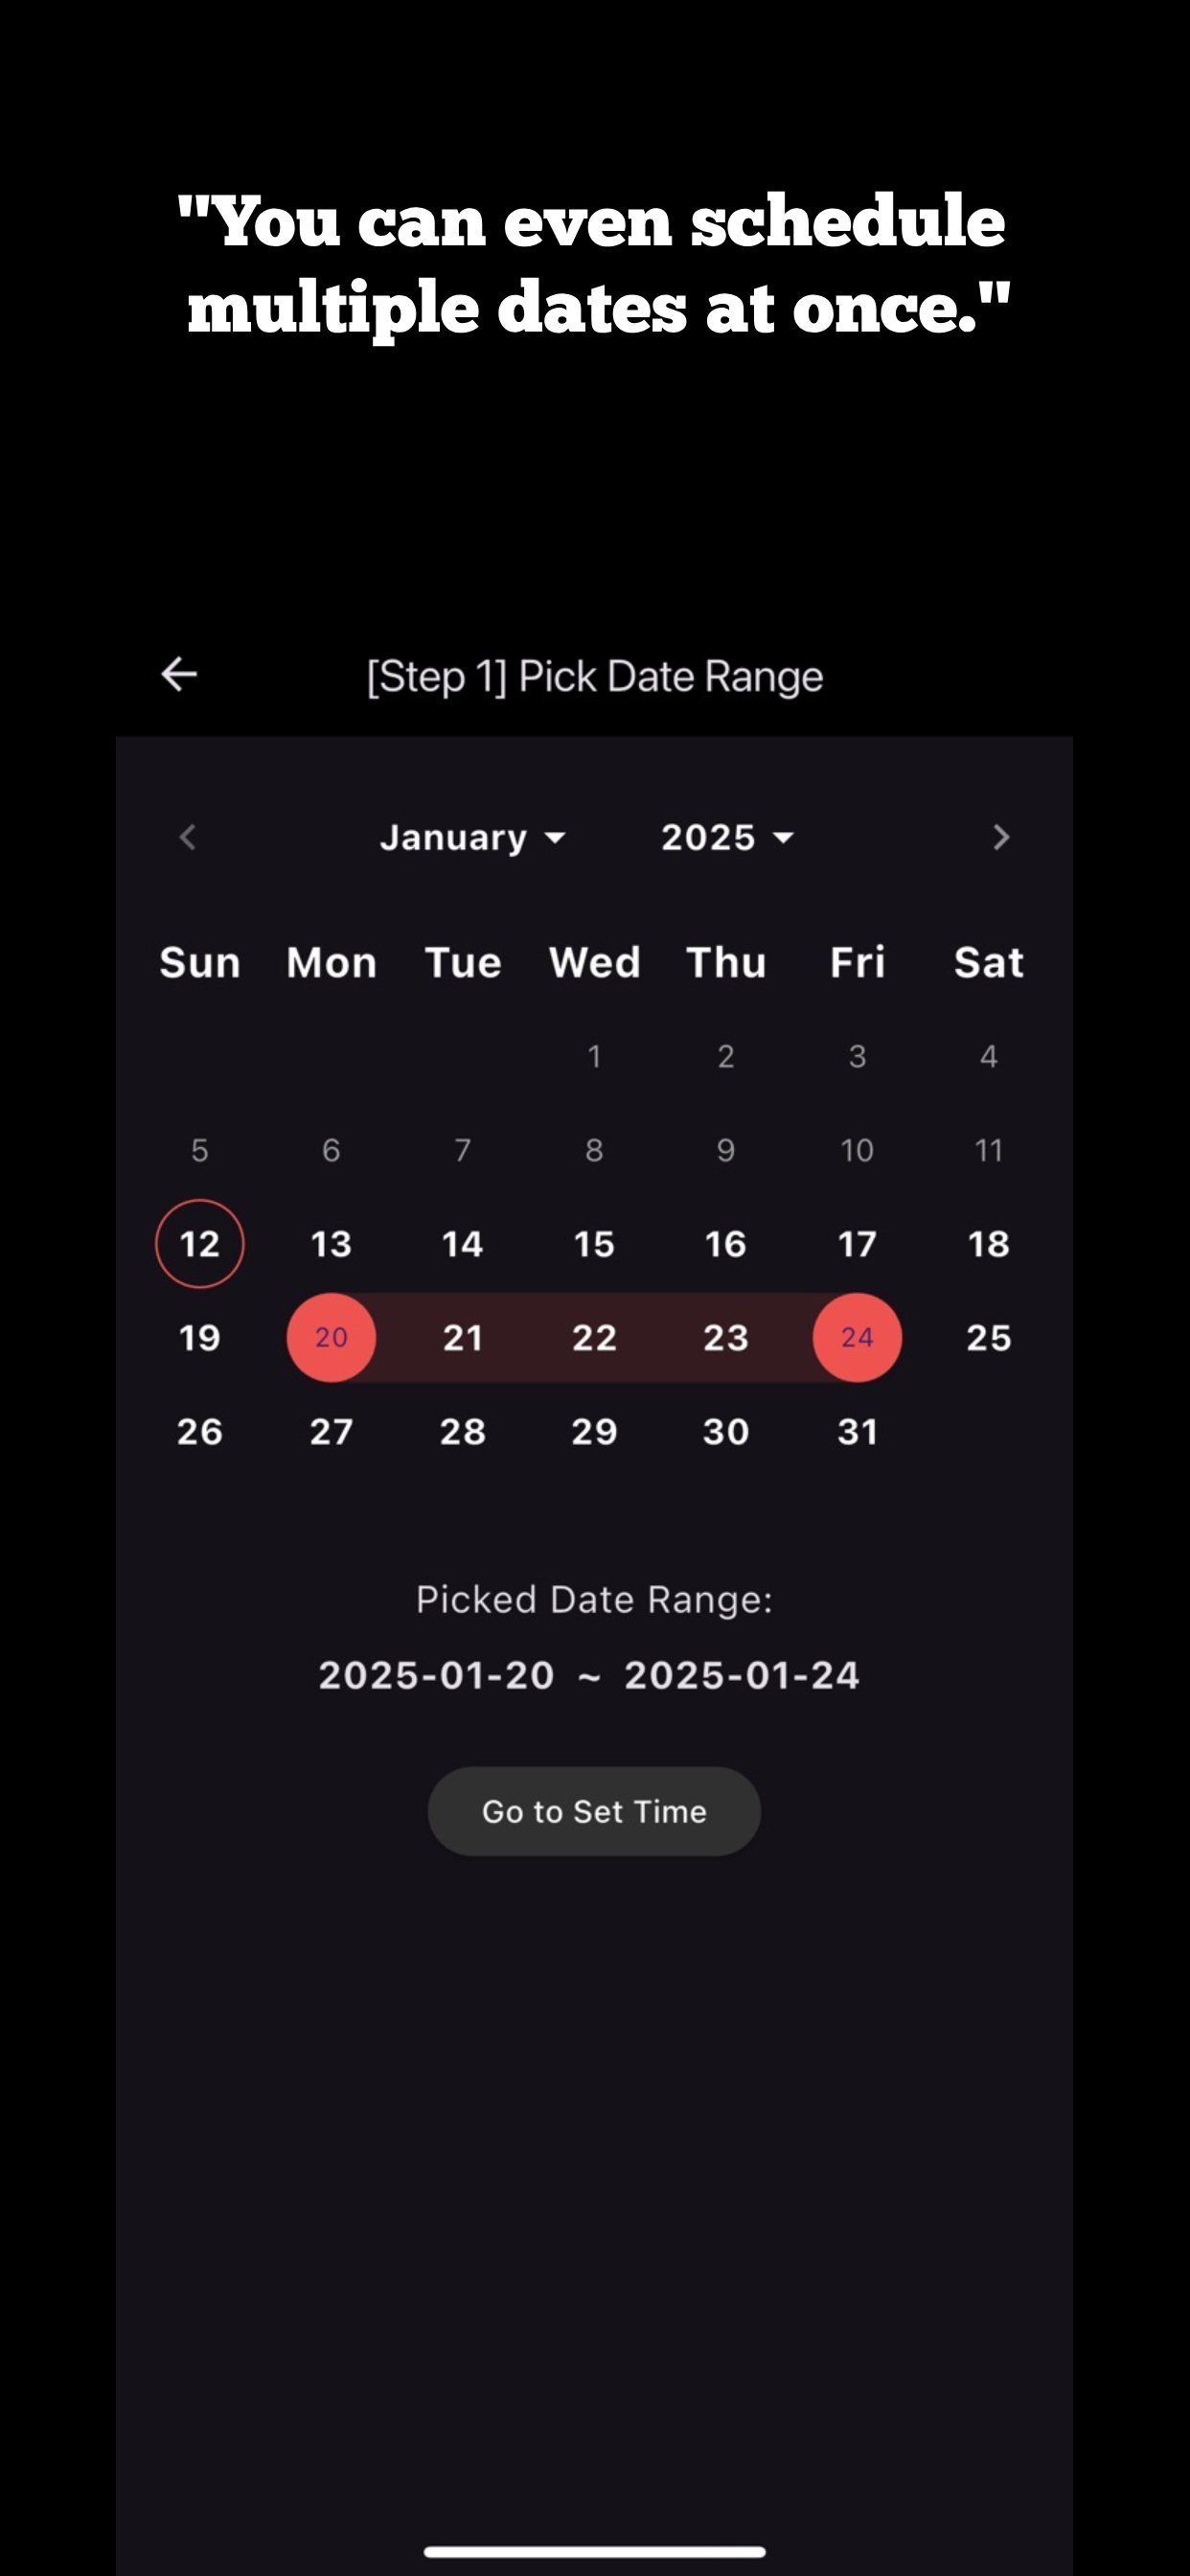 "You can even schedule
multiple dates at once."
[Step 1] Pick Date Range
January 2025
Sun Mon Tue Wed Thu Fri Sat
1 2 3 4
5 6 7 8 9 10 11
12 13 14 15 16 17 18
19 20 21 22 23 24 25
26 27 28 29 30 31
Picked Date Range:
2025-01-20 ~ 2025-01-24
Go to Set Time